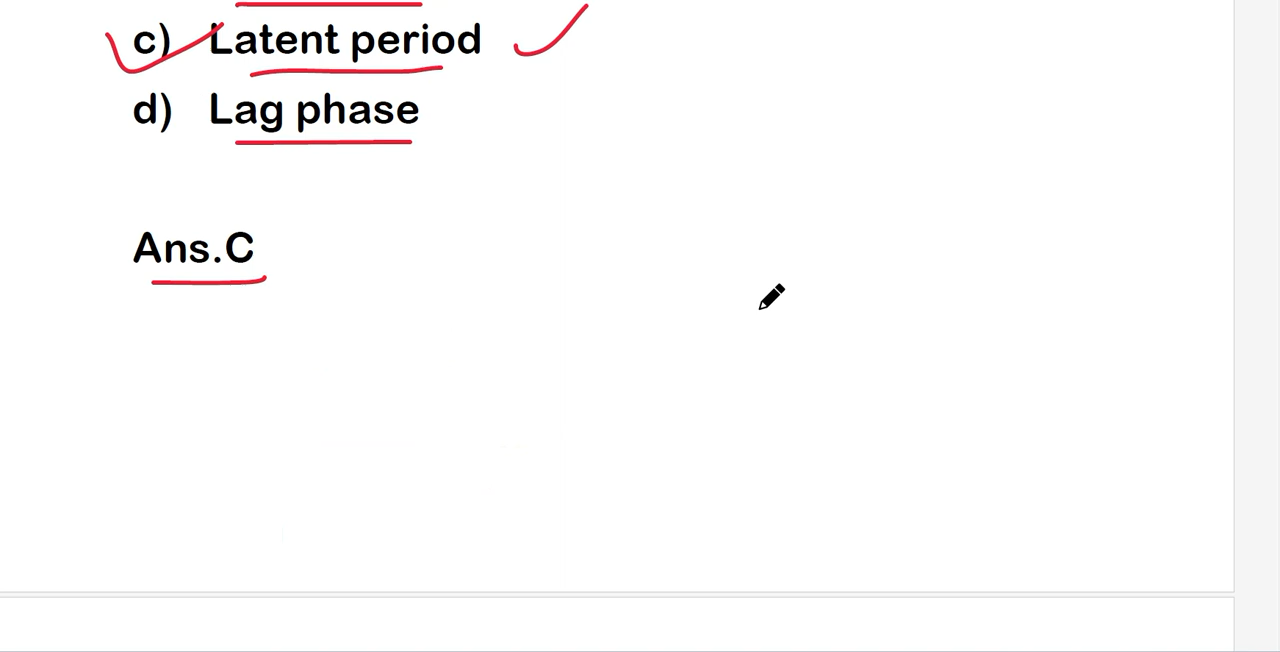 c) Latent period
d) Lag phase
Ans.C